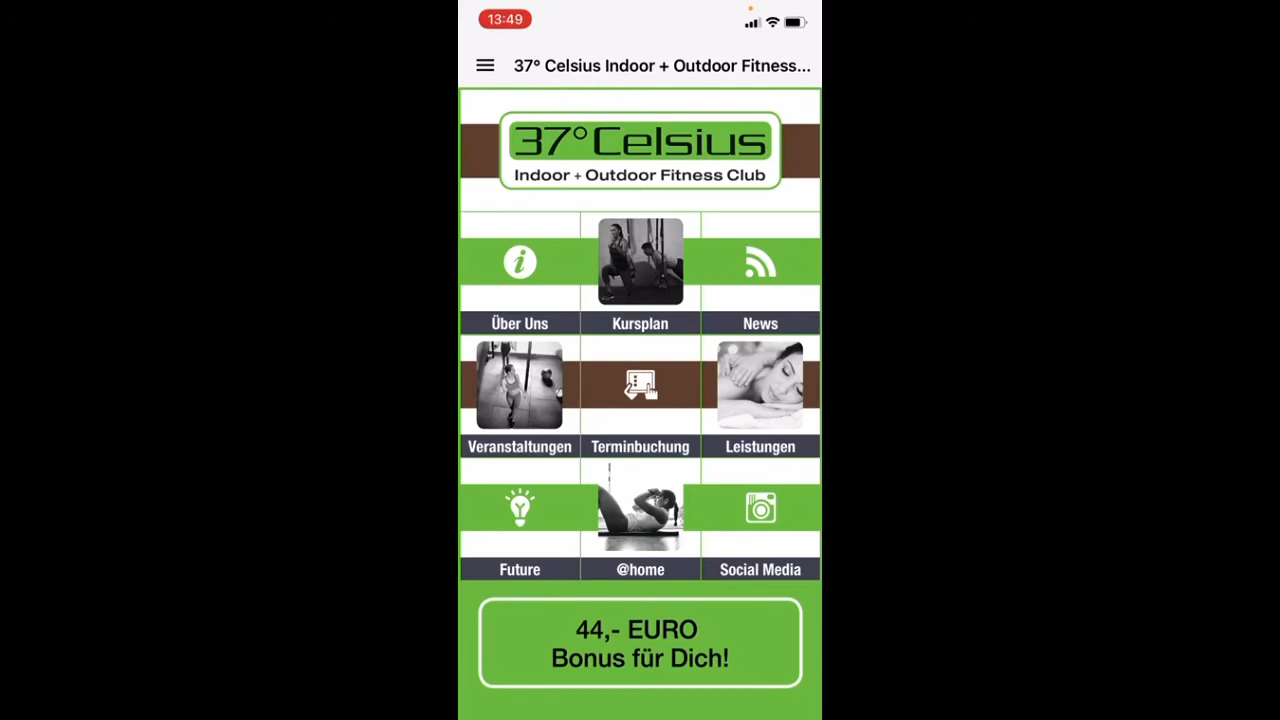 13:49
37° Celsius Indoor + Outdoor Fitness...
37°Celsius
Indoor + Outdoor Fitness Club
Über Uns
Kursplan
News
Veranstaltungen
Terminbuchung
Leistungen
Future
@home
Social Media
44,- EURO
Bonus für Dich!